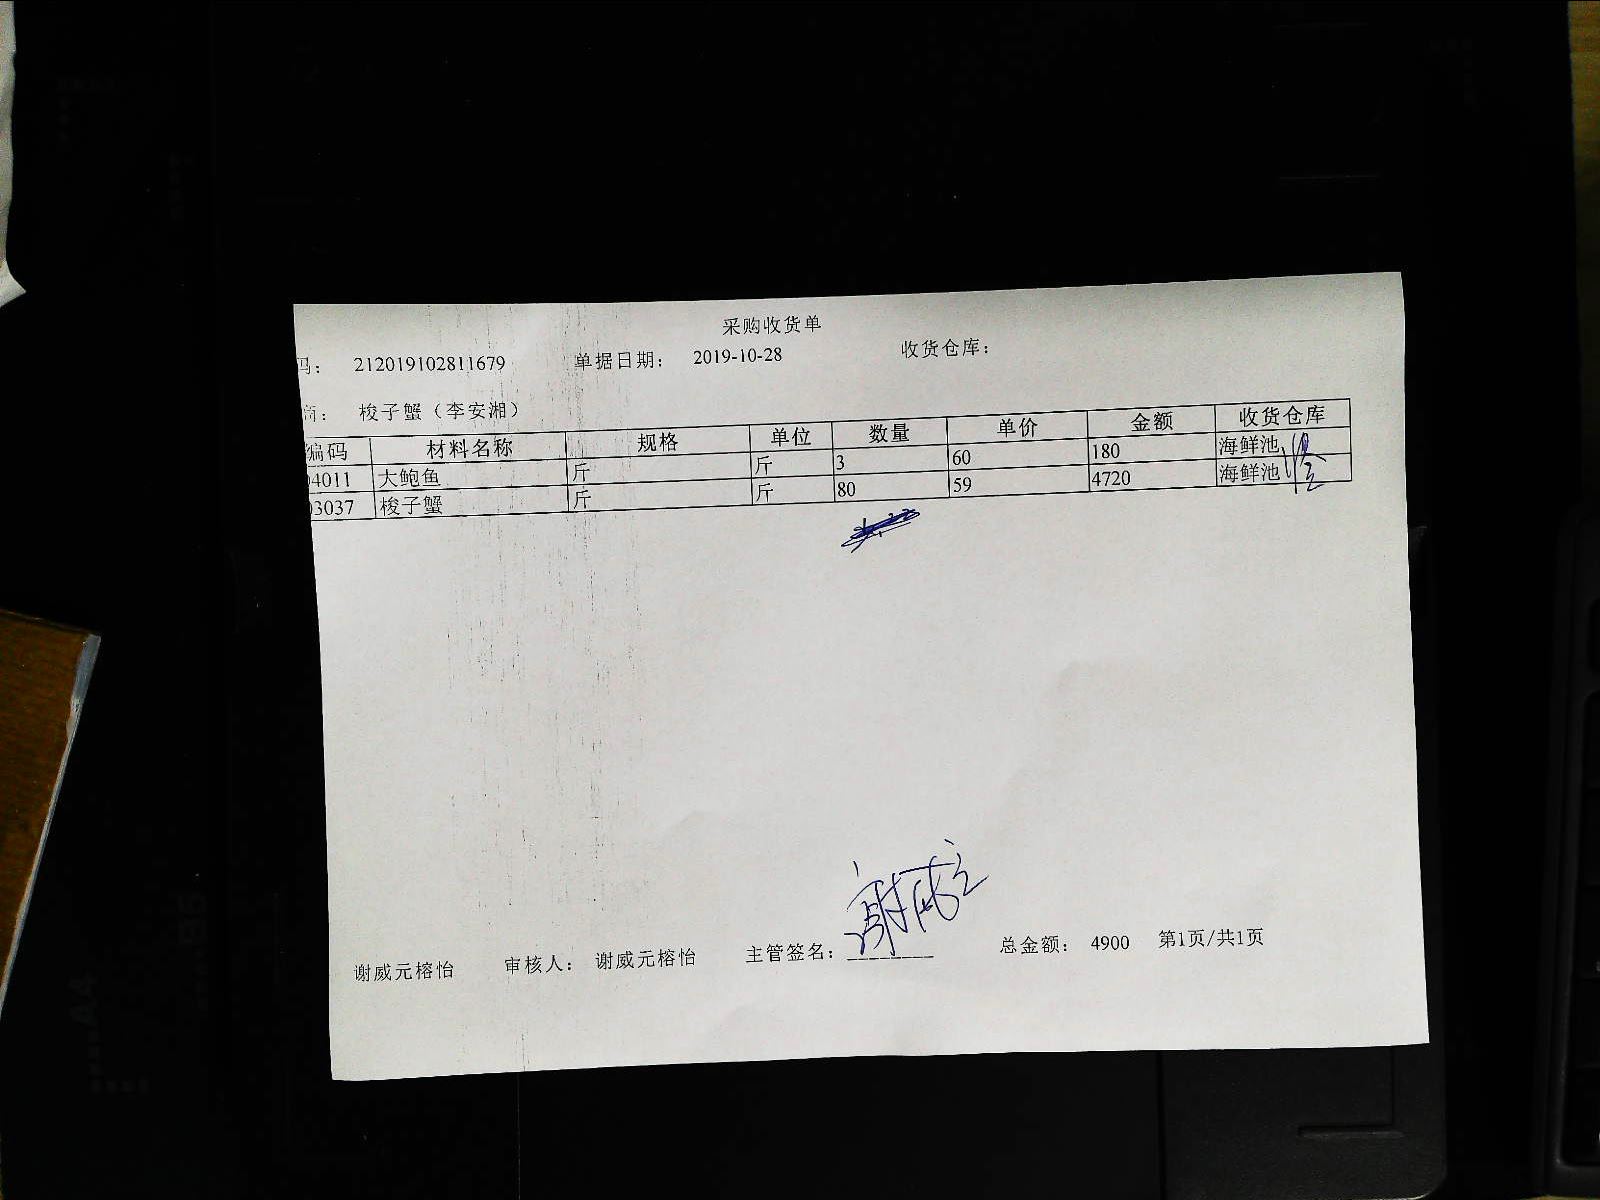 采购收货单
码： 212019102811679 单据日期： 2019-10-28 收货仓库：
商： 梭子蟹（李安湘）
编码 材料名称 规格 单位 数量 单价 金额 收货仓库
04011 大鲍鱼 斤 斤 3 60 180 海鲜池
03037 梭子蟹 斤 斤 80 59 4720 海鲜池
谢威元榕怡 审核人： 谢威元榕怡 主管签名： 总金额： 4900 第1页/共1页